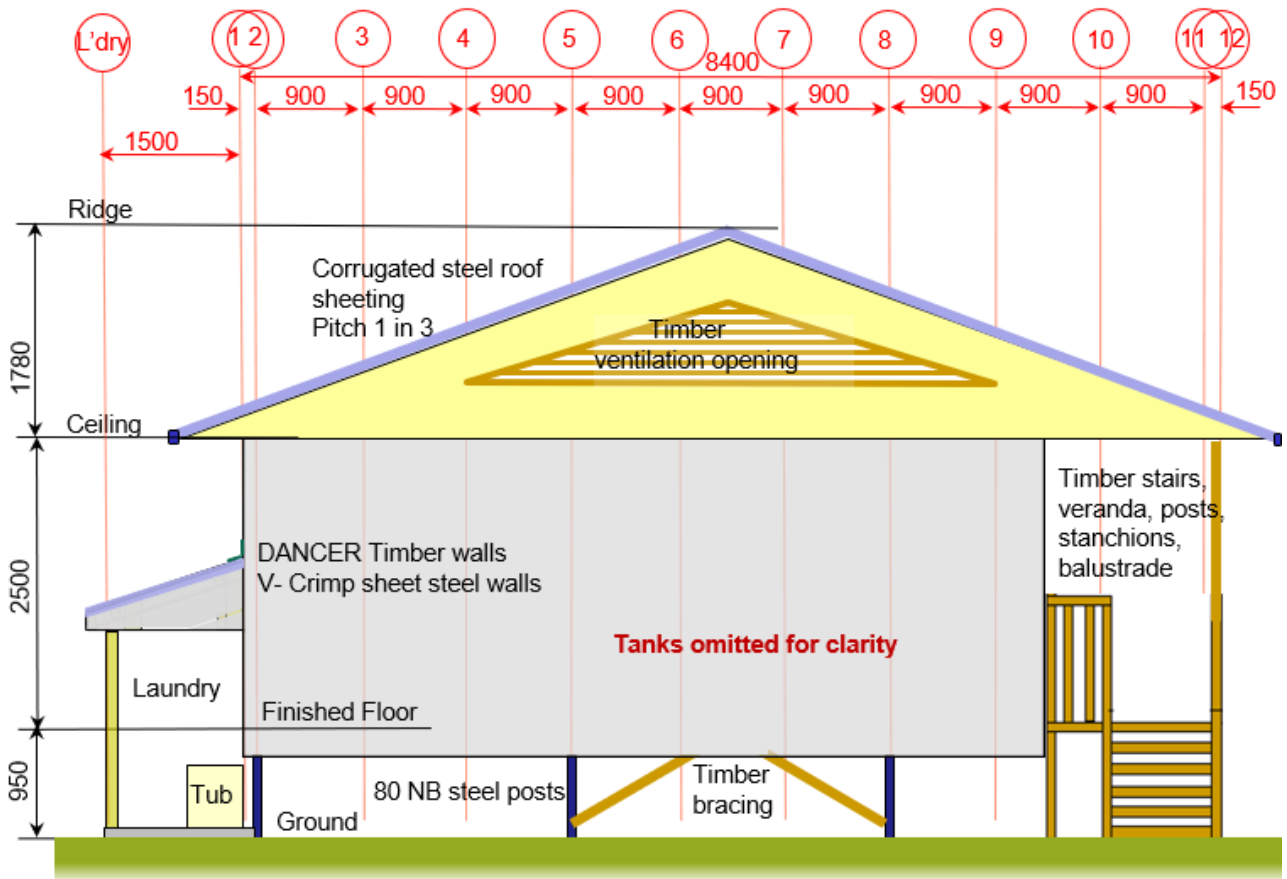 L'dry
1
2
3
4
5
6
7
8
9
10
11
12
8400
150
900
900
900
900
900
900
900
900
900
150
1500
Ridge
Corrugated steel roof
sheeting
Pitch 1 in 3
Timber
ventilation opening
1780
Ceiling
Timber stairs,
veranda, posts,
stanchions,
balustrade
DANCER Timber walls
V- Crimp sheet steel walls
2500
Tanks omitted for clarity
Laundry
Finished Floor
950
Tub
80 NB steel posts
Timber
bracing
Ground